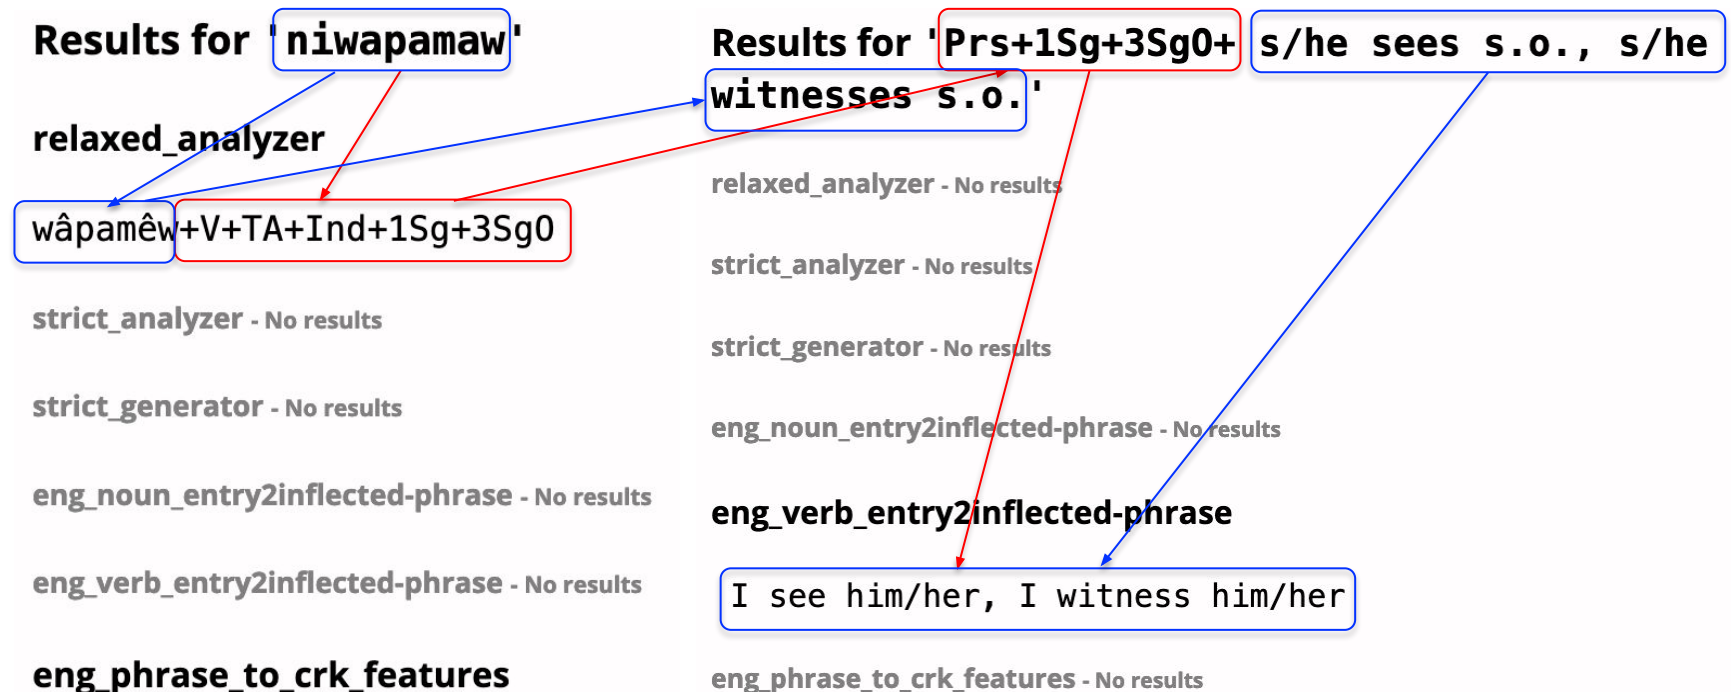 Results for 'niwapamaw'
relaxed_analyzer
wâpamêw+V+TA+Ind+1Sg+3SgO
strict_analyzer - No results
strict_generator - No results
eng_noun_entry2inflected-phrase - No results
eng_verb_entry2inflected-phrase - No results
eng_phrase_to_crk_features
Results for 'Prs+1Sg+3SgO+ s/he sees s.o., s/he
witnesses s.o.'
relaxed_analyzer - No results
strict_analyzer - No results
strict_generator - No results
eng_noun_entry2inflected-phrase - No results
eng_verb_entry2inflected-phrase
I see him/her, I witness him/her
eng_phrase_to_crk_features - No results